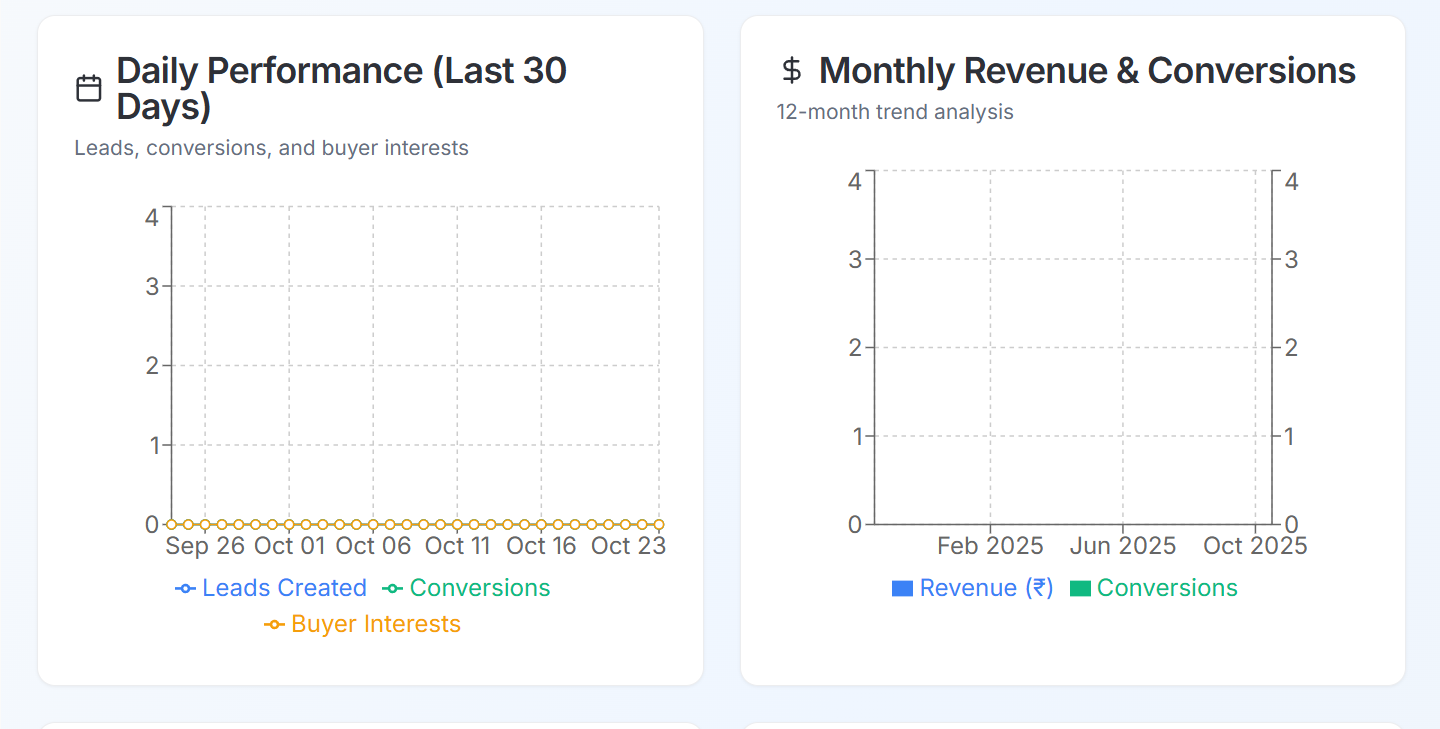 Daily Performance (Last 30
Days)
Leads, conversions, and buyer interests
4
3
2
1
0
Sep 26 Oct 01 Oct 06 Oct 11 Oct 16 Oct 23
Leads Created Conversions
Buyer Interests
Monthly Revenue & Conversions
12-month trend analysis
4 4
3 3
2 2
1 1
0 0
Feb 2025 Jun 2025 Oct 2025
Revenue (₹) Conversions